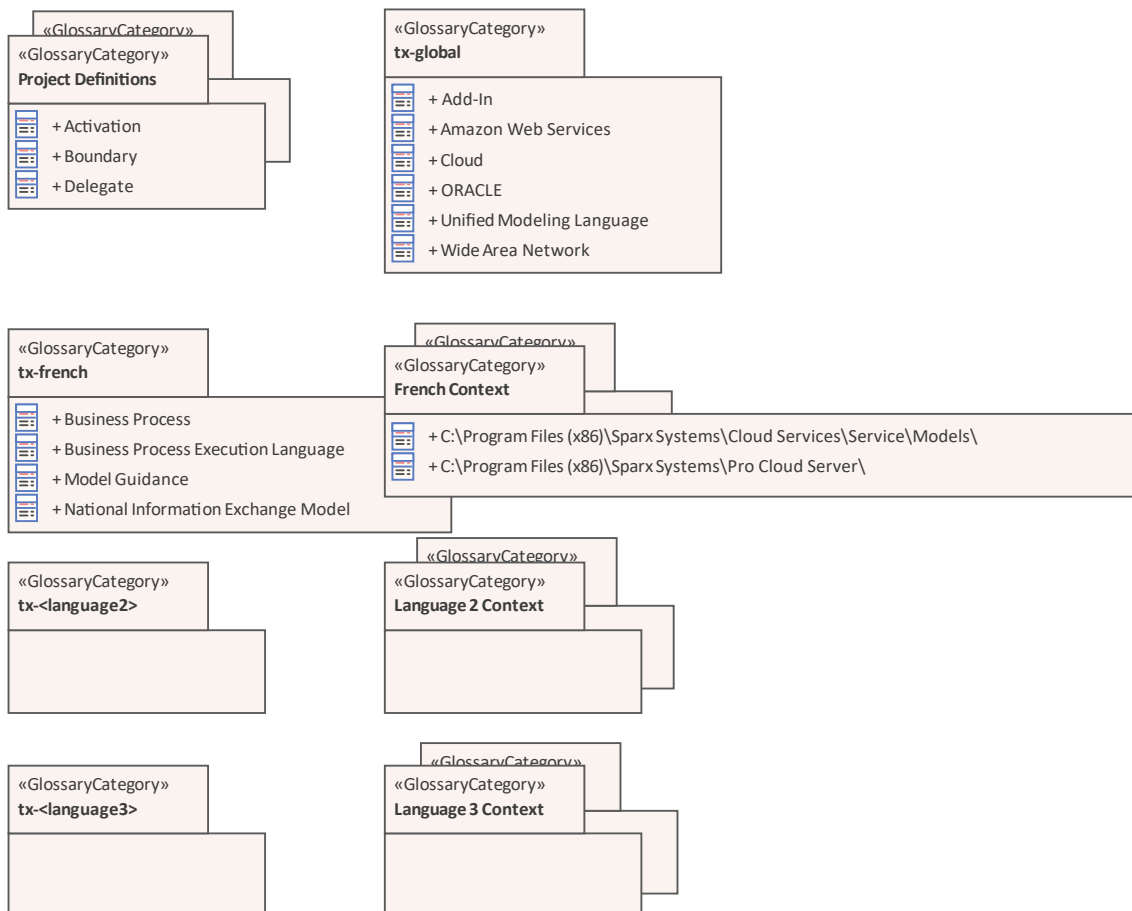 «GlossaryCategory»
«GlossaryCategory»
Project Definitions
+ Activation
+ Boundary
+ Delegate
«GlossaryCategory»
tx-global
+ Add-In
+ Amazon Web Services
+ Cloud
+ ORACLE
+ Unified Modeling Language
+ Wide Area Network
«GlossaryCategory»
tx-french
+ Business Process
+ Business Process Execution Language
+ Model Guidance
+ National Information Exchange Model
«GlossaryCategory»
«GlossaryCategory»
French Context
+ C:\Program Files (x86)\Sparx Systems\Cloud Services\Service\Models\
+ C:\Program Files (x86)\Sparx Systems\Pro Cloud Server\
«GlossaryCategory»
tx-<language2>
«GlossaryCategory»
«GlossaryCategory»
Language 2 Context
«GlossaryCategory»
tx-<language3>
«GlossaryCategory»
«GlossaryCategory»
Language 3 Context